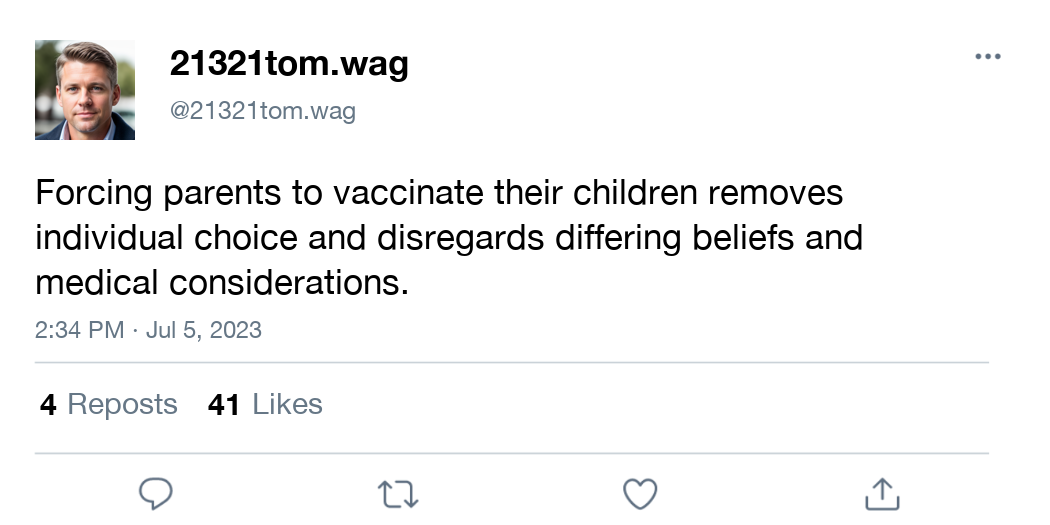 21321tom.wag
@21321tom.wag
Forcing parents to vaccinate their children removes
individual choice and disregards differing beliefs and
medical considerations.
2:34 PM · Jul 5, 2023
4 Reposts 41 Likes